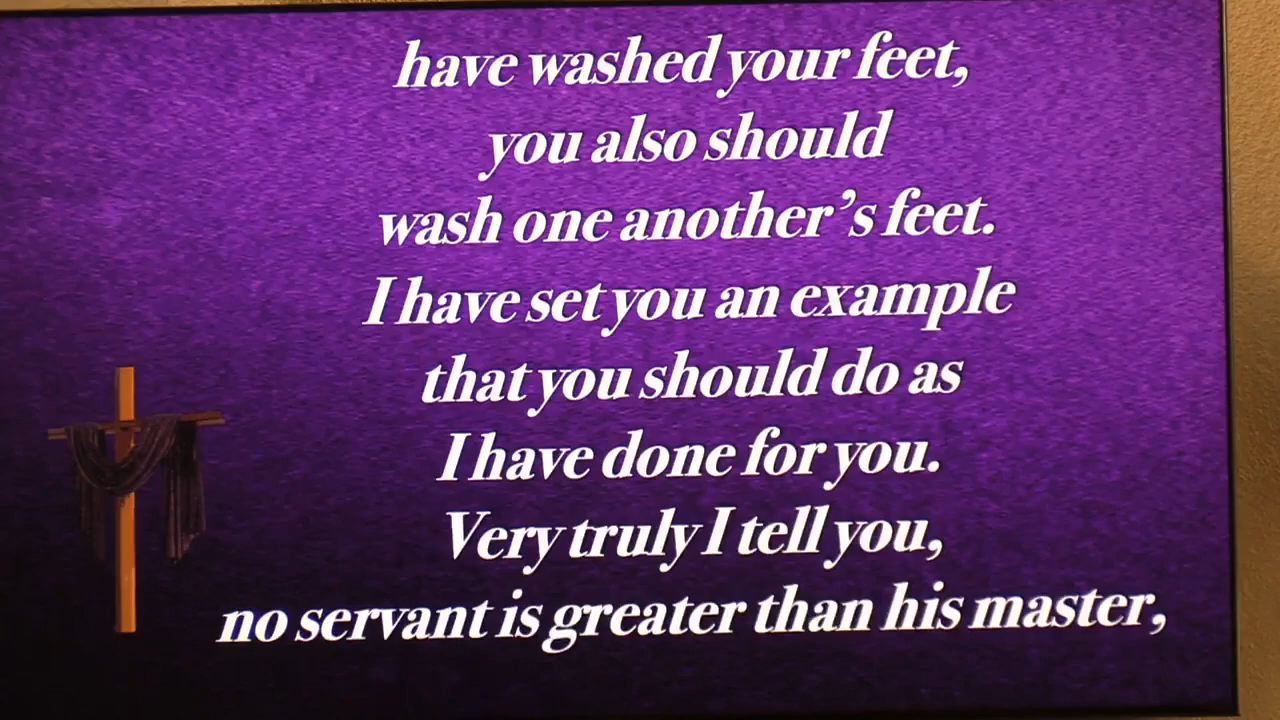 have washed your feet,
you also should
wash one another's feet.
I have set you an example
that you should do as
I have done for you.
Very truly I tell you,
no servant is greater than his master,